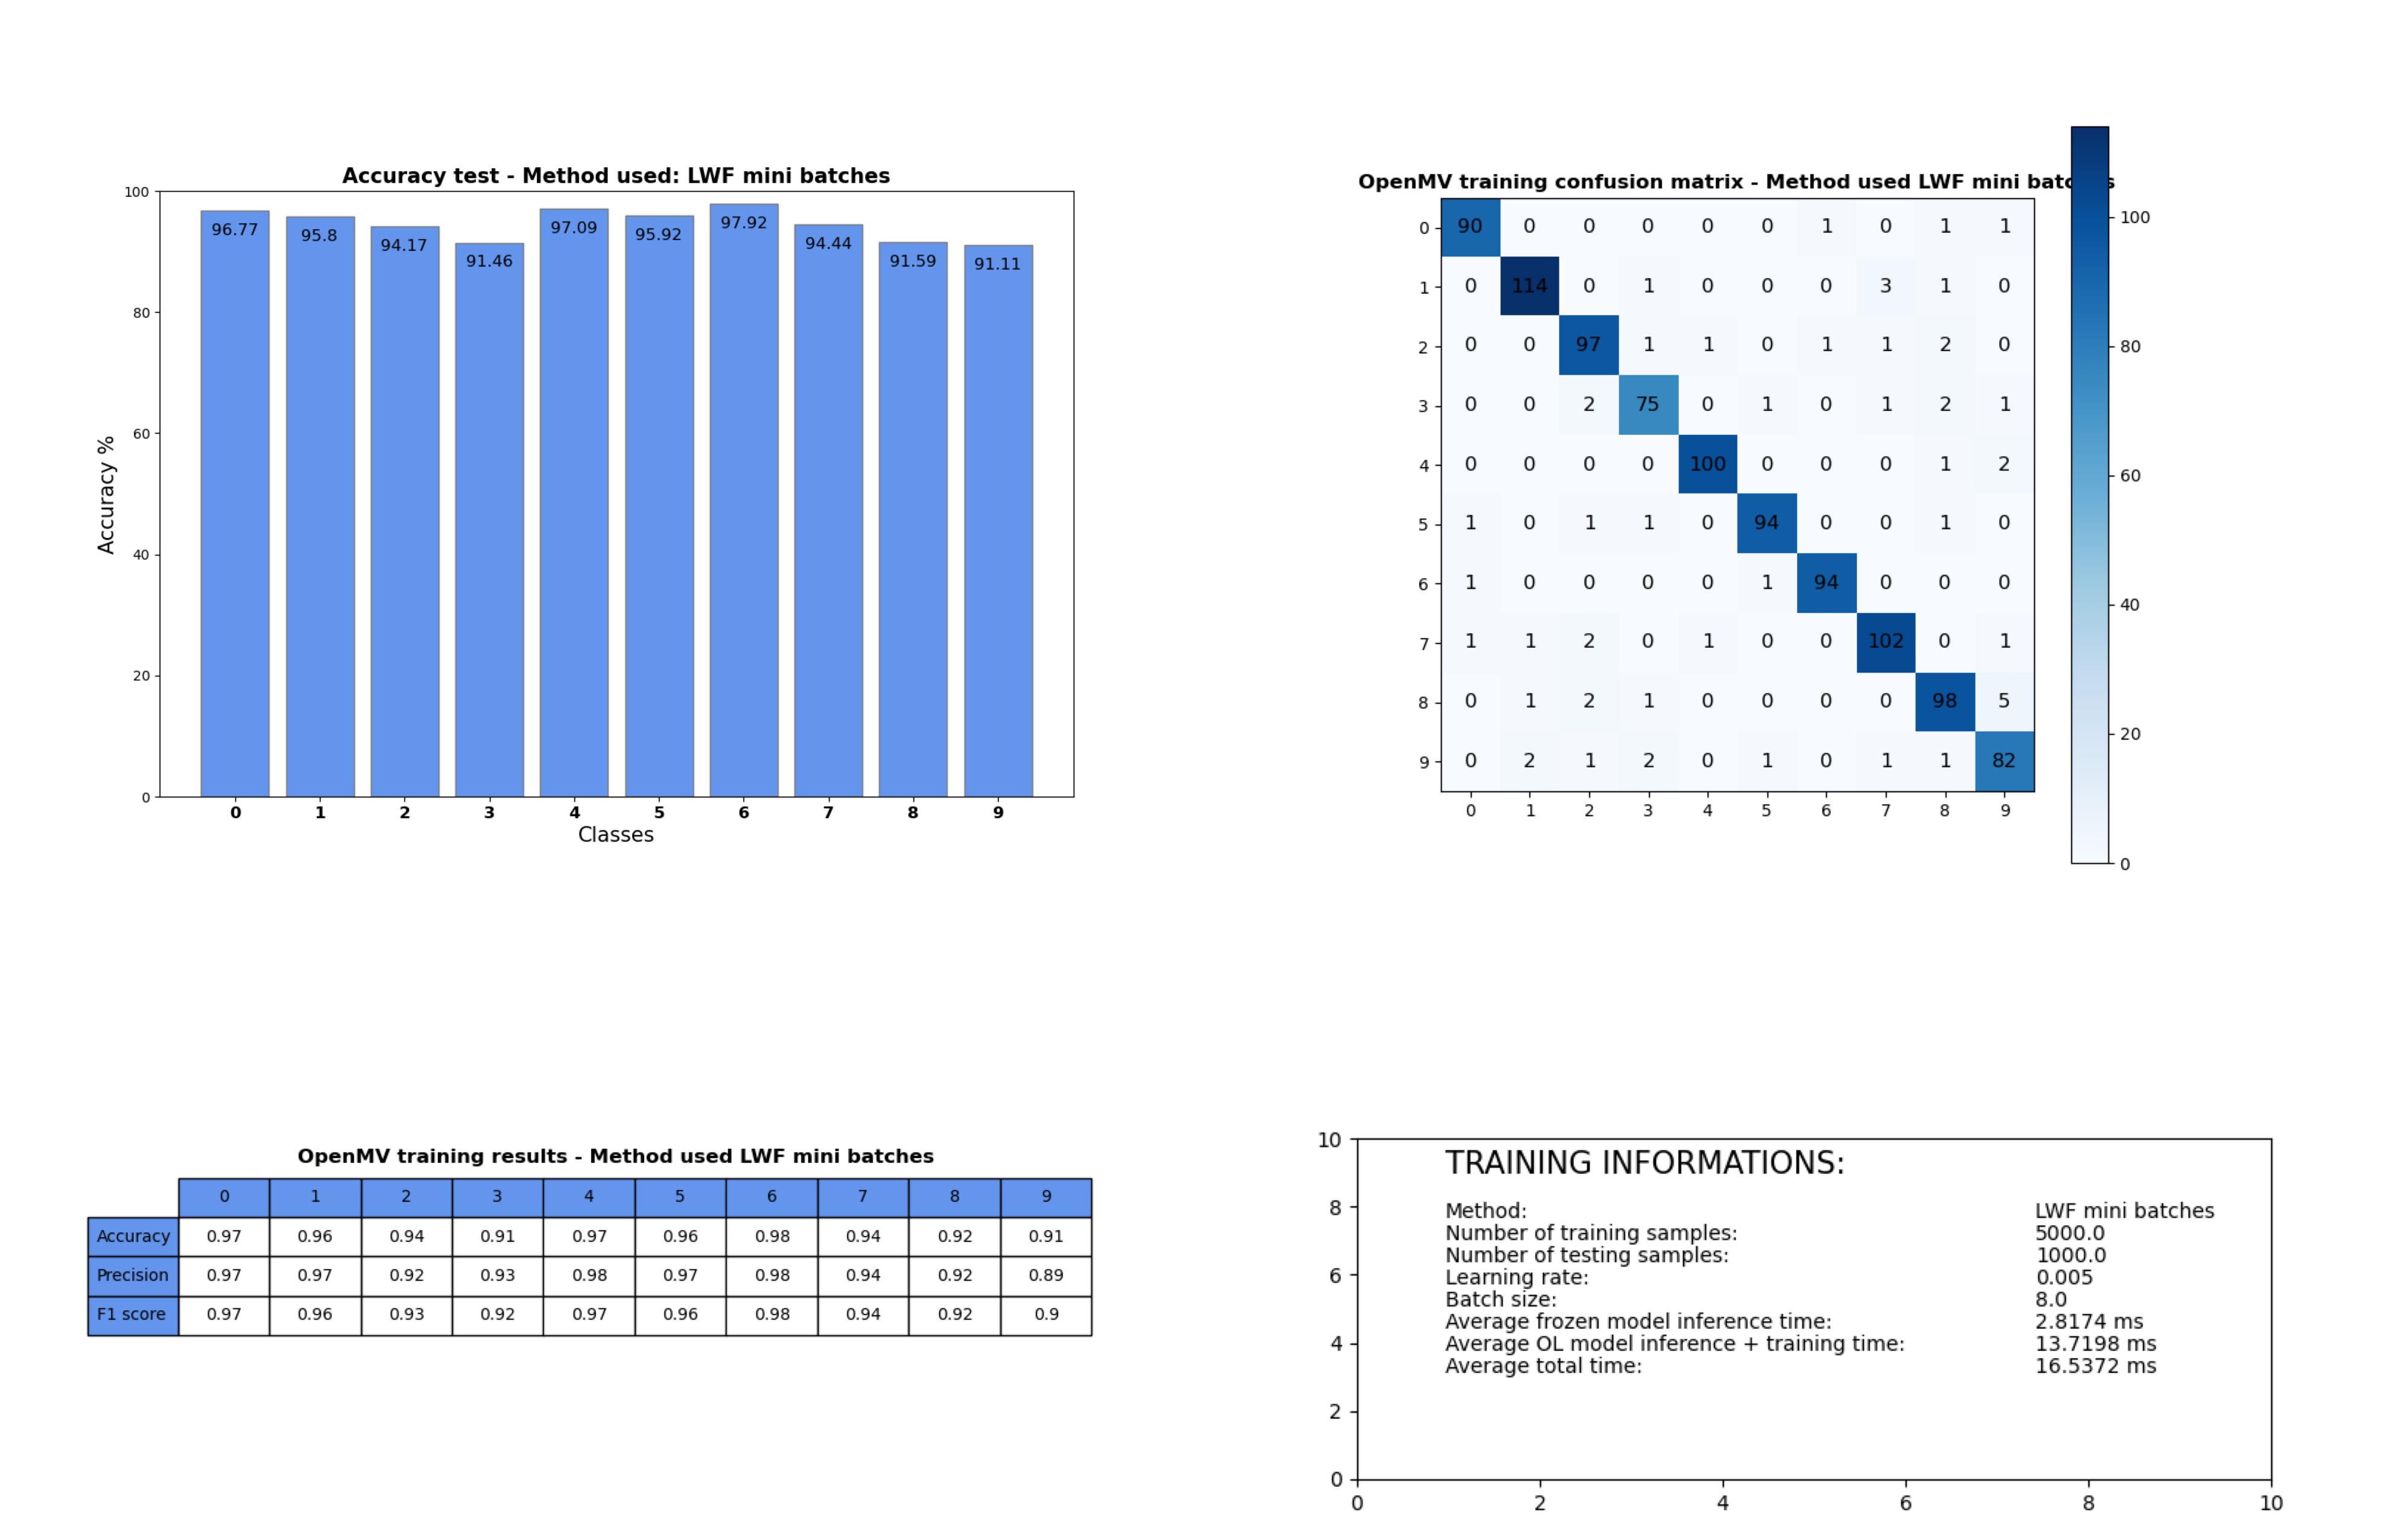 Accuracy test - Method used: LWF mini batches
100
80
60
40
20
0
Accuracy %
96.77 95.8 94.17 91.46 97.09 95.92 97.92 94.44 91.59 91.11
0 1 2 3 4 5 6 7 8 9
Classes
OpenMV training confusion matrix - Method used LWF mini batc s
0 90 0 0 0 0 0 1 0 1 1
1 0 114 0 1 0 0 0 3 1 0
2 0 0 97 1 1 0 1 1 2 0
3 0 0 2 75 0 1 0 1 2 1
4 0 0 0 0 100 0 0 0 1 2
5 1 0 1 1 0 94 0 0 1 0
6 1 0 0 0 0 1 94 0 0 0
7 1 1 2 0 1 0 0 102 0 1
8 0 1 2 1 0 0 0 0 98 5
9 0 2 1 2 0 1 0 1 1 82
0 1 2 3 4 5 6 7 8 9
100
80
60
40
20
0
OpenMV training results - Method used LWF mini batches
0 1 2 3 4 5 6 7 8 9
Accuracy 0.97 0.96 0.94 0.91 0.97 0.96 0.98 0.94 0.92 0.91
Precision 0.97 0.97 0.92 0.93 0.98 0.97 0.98 0.94 0.92 0.89
F1 score 0.97 0.96 0.93 0.92 0.97 0.96 0.98 0.94 0.92 0.9
TRAINING INFORMATIONS:
Method: LWF mini batches
Number of training samples: 5000.0
Number of testing samples: 1000.0
Learning rate: 0.005
Batch size: 8.0
Average frozen model inference time: 2.8174 ms
Average OL model inference + training time: 13.7198 ms
Average total time: 16.5372 ms
10
8
6
4
2
0
0 2 4 6 8 10